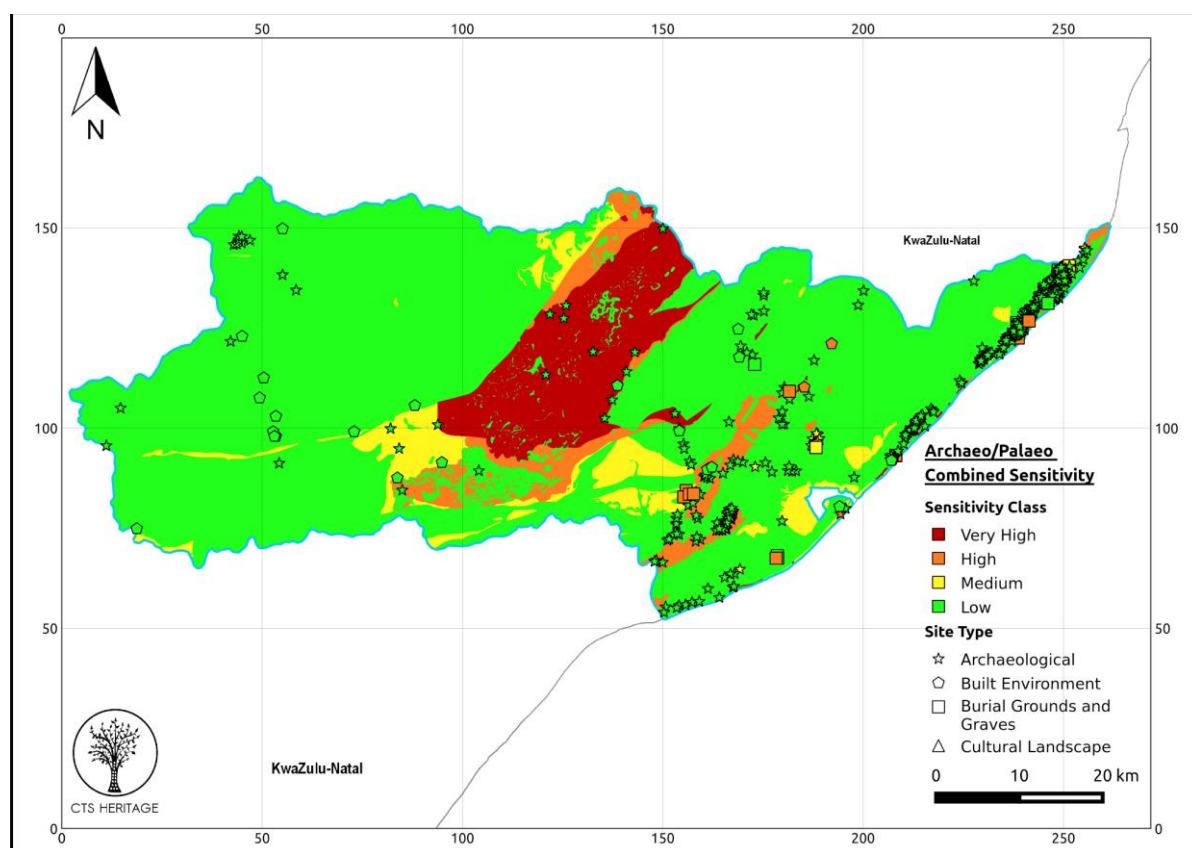 0 50 100 150 200 250
N
150 150
KwaZulu-Natal
100 100
Archaeo/Palaeo
Combined Sensitivity
Sensitivity Class
Very High
High
Medium
Low
50 50
Site Type
Archaeological
Built Environment
Burial Grounds and
Graves
Cultural Landscape
KwaZulu-Natal
0 10 20 km
CTS HERITAGE
0 0
0 50 100 150 200 250